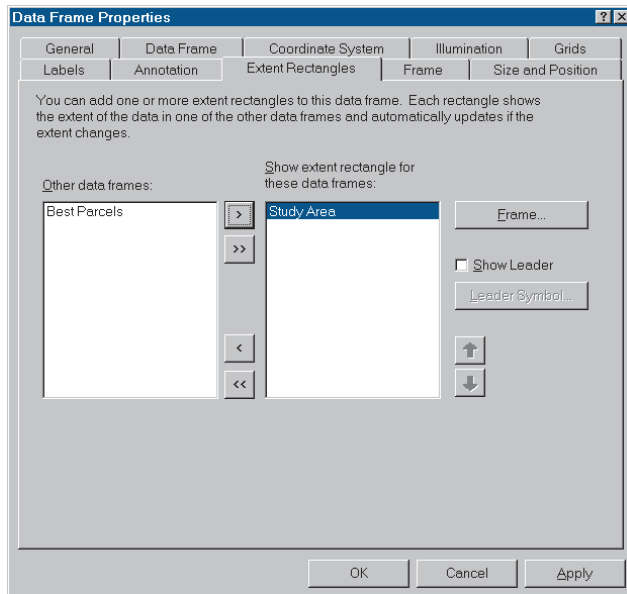 Data Frame Properties
General Data Frame Coordinate System Illumination Grids
Labels Annotation Extent Rectangles Frame Size and Position
You can add one or more extent rectangles to this data frame. Each rectangle shows
the extent of the data in one of the other data frames and automatically updates if the
extent changes.
Other data frames:
Best Parcels
>
>>
<
<<
Show extent rectangle for
these data frames:
Study Area
Frame...
Show Leader
Leader Symbol...
OK Cancel Apply